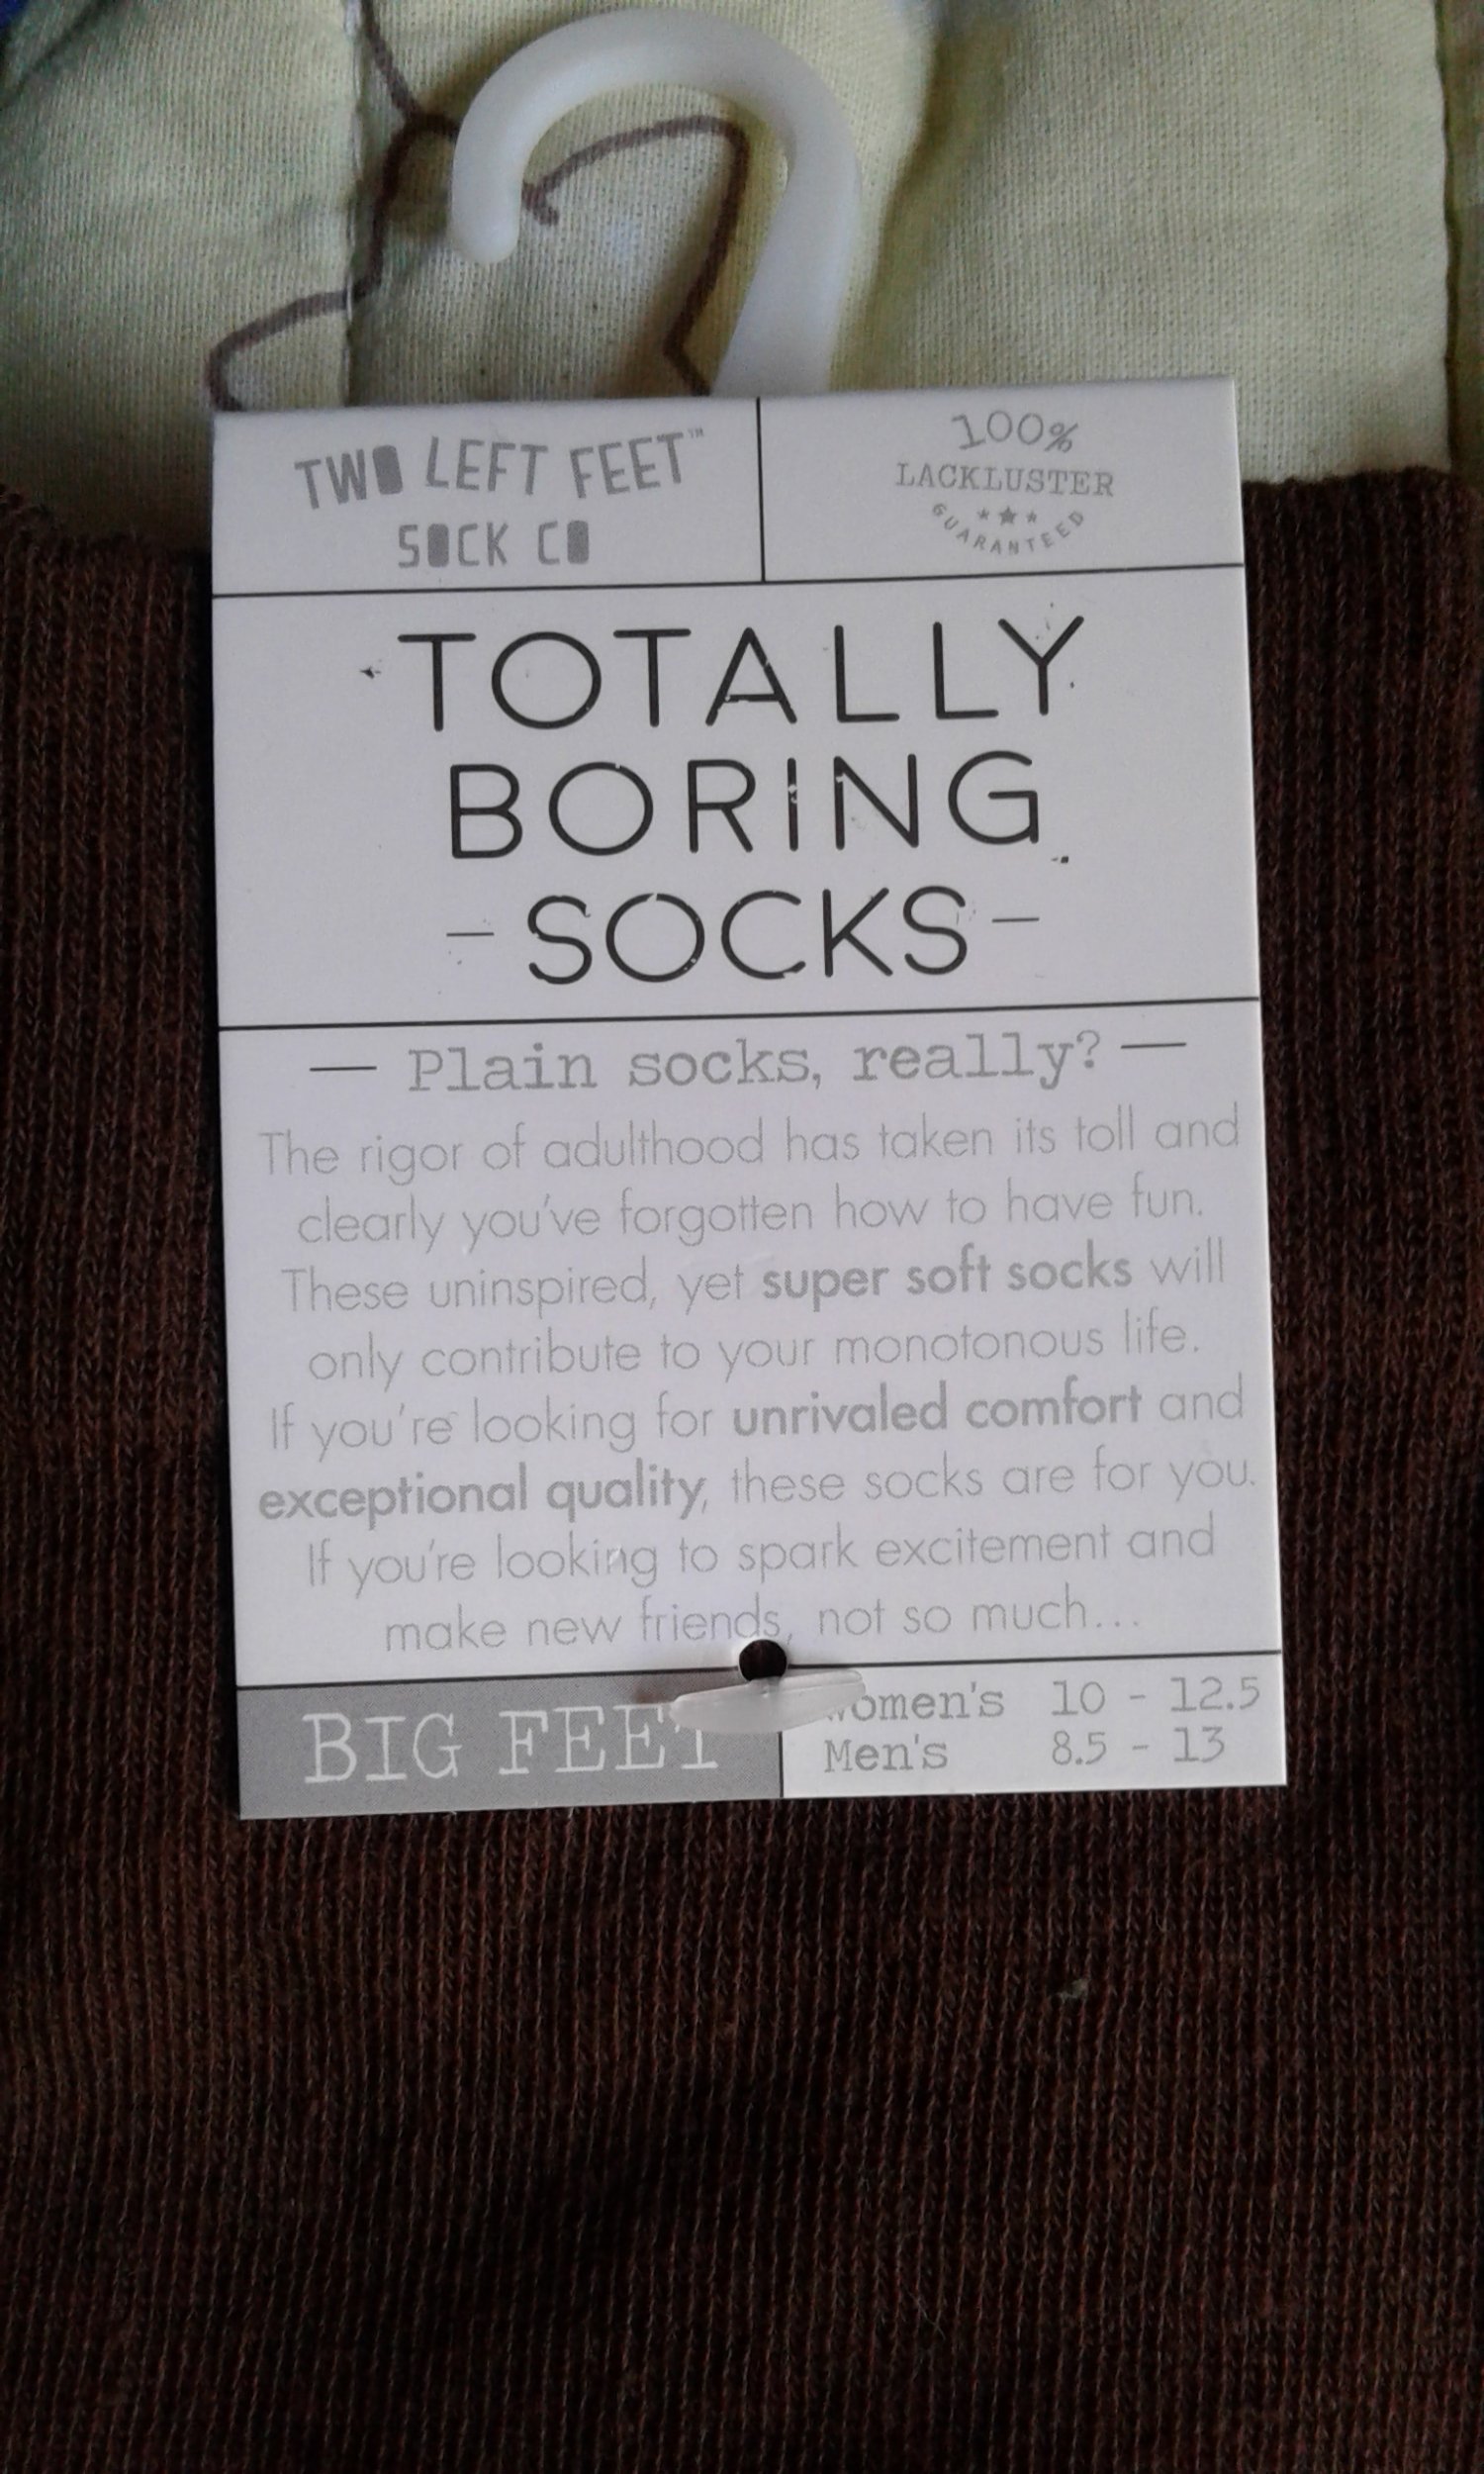 TWO LEFT FEET™
SOCK CO
100%
LACKLUSTER
GUARANTEED
TOTALLY
BORING
-SOCKS-
— Plain socks, really? —
The rigor of adulthood has taken its toll and
clearly you've forgotten how to have fun.
These uninspired, yet super soft socks will
only contribute to your monotonous life.
If you're looking for unrivaled comfort and
exceptional quality, these socks are for you.
If you're looking to spark excitement and
make new friends, not so much...
BIG FEET
Women's 10 - 12.5
Men's 8.5 - 13